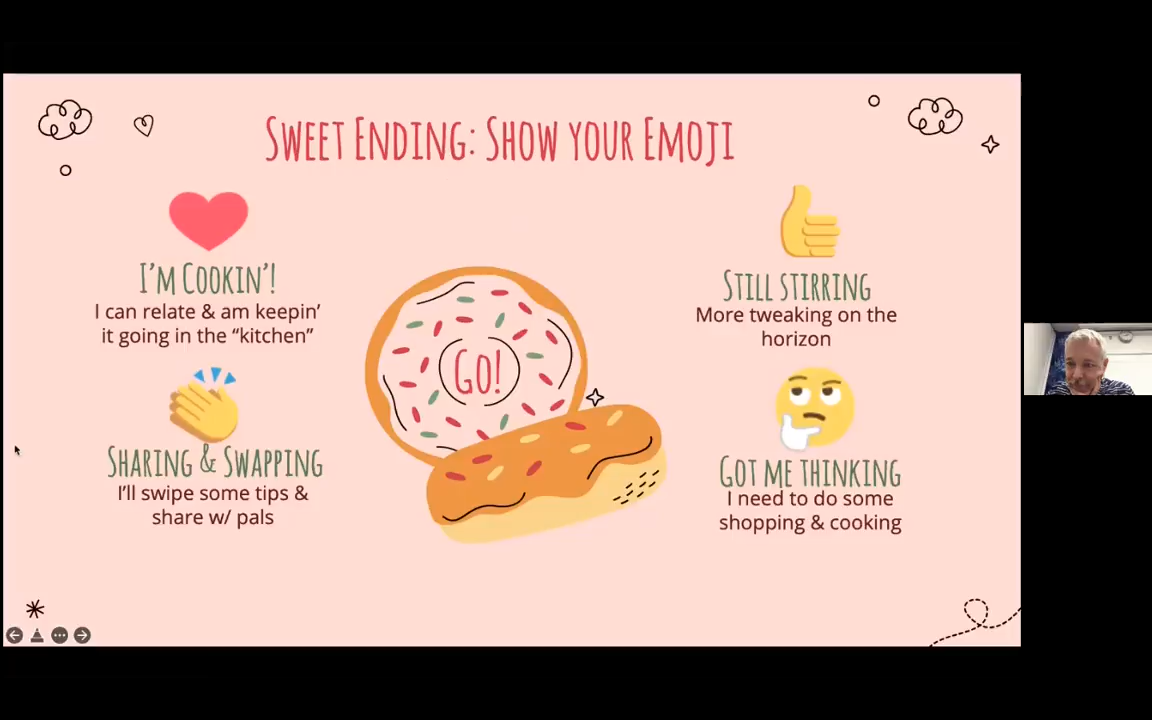 Sweet Ending: Show your Emoji
I'm Cookin'!
I can relate & am keepin'
it going in the “kitchen”
Sharing & Swapping
I'll swipe some tips &
share w/ pals
Go!
Still stirring
More tweaking on the
horizon
Got me thinking
I need to do some
shopping & cooking